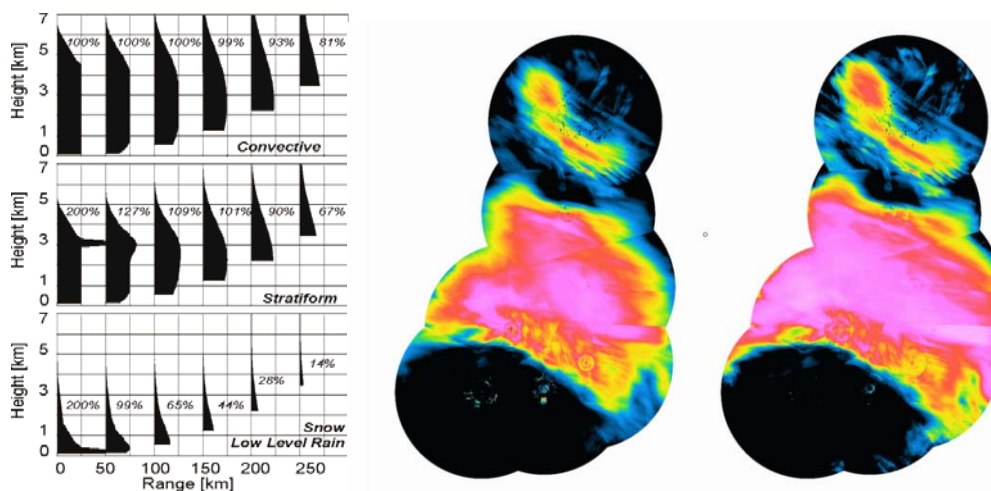 7
5
3
1
0
Height [km]
100% 100% 100% 99% 93% 81%
Convective
7
5
3
1
0
Height [km]
200% 127% 109% 101% 90% 67%
Stratiform
7
5
3
1
0
Height [km]
14%
28%
200% 99% 65% 44%
Snow
Low Level Rain
0 50 100 150 200 250
Range [km]